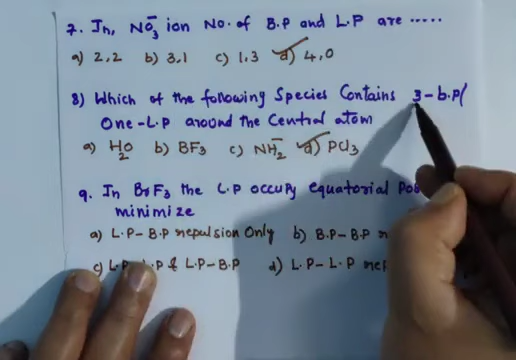 7. In, NO₃⁻ ion No. of B.P and L.P are .....
a) 2,2 b) 3,1 c) 1,3 d) 4,0
8) Which of the following Species Contains 3-b.p/
One-L.P around the Central atom
a) H₂O b) BF₃ c) NH₂⁻ d) PCl₃
9. In BrF₃ the L.P occupy equatorial
minimize
a) L.P-B.P repulsion Only b) B.P-B.P
c) L.P & L.P-B.P d) L.P-L.P